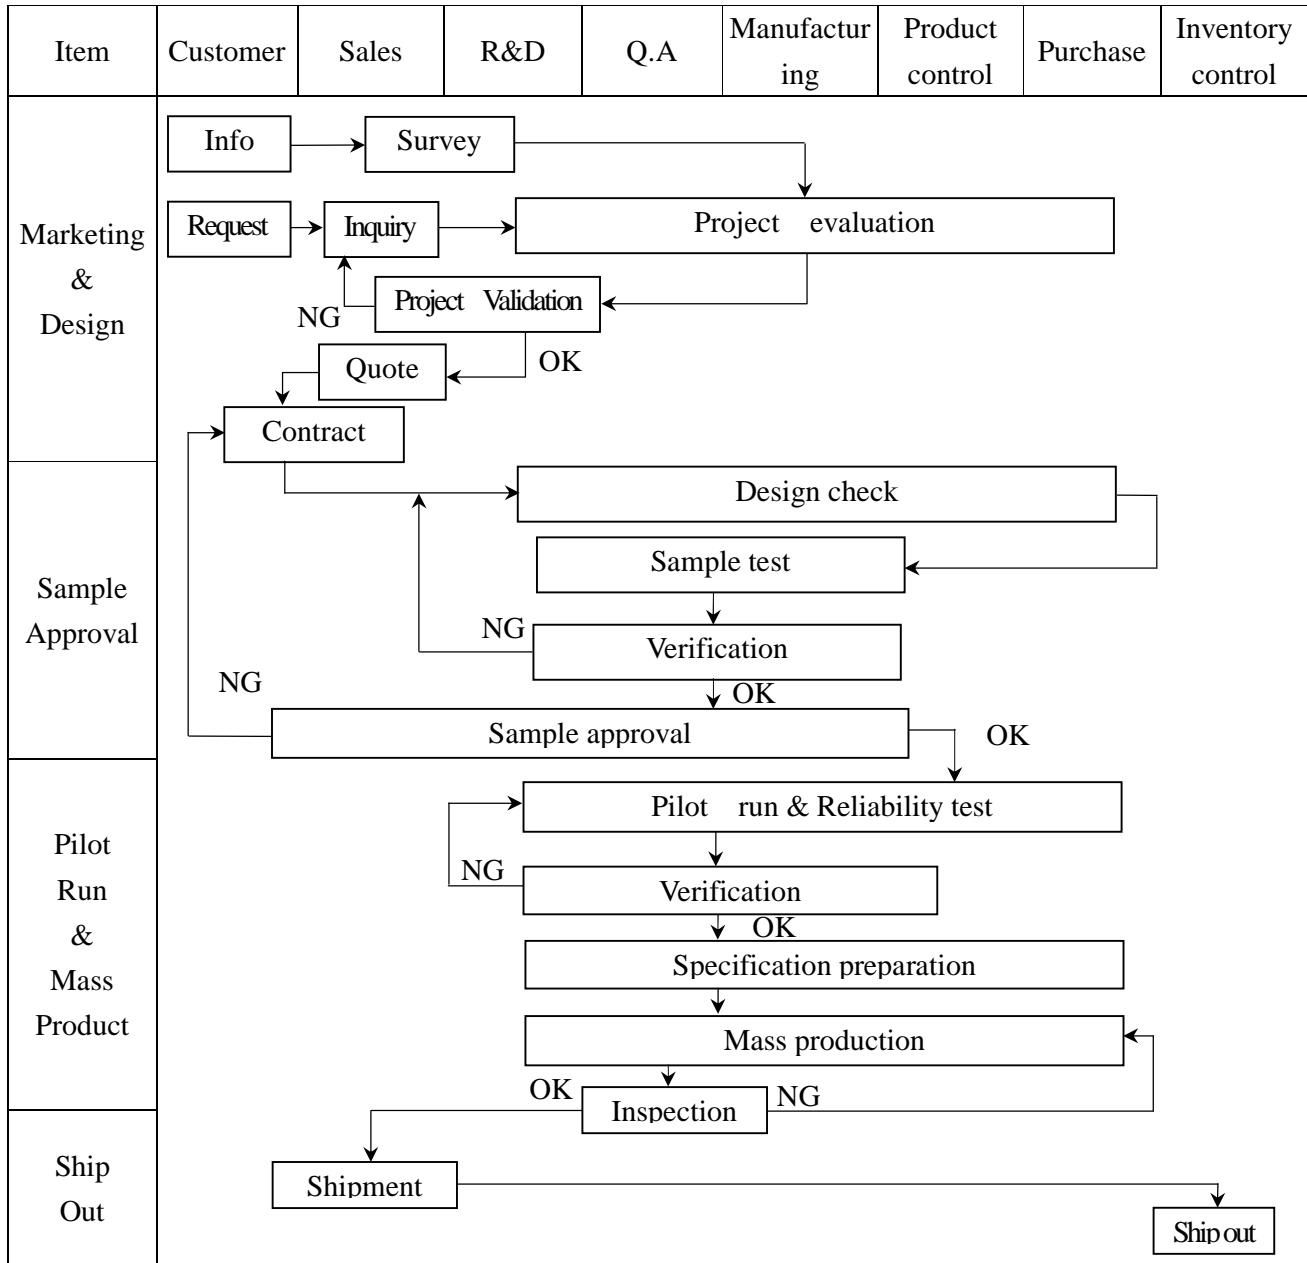 Item
Customer
Sales
R&D
Q.A
Manufactur
ing
Product
control
Purchase
Inventory
control
Marketing
&
Design
Info
Survey
Request
Inquiry
Project evaluation
Project Validation
NG
OK
Quote
Contract
Sample
Approval
Design check
Sample test
NG
Verification
OK
NG
Sample approval
OK
Pilot
Run
&
Mass
Product
Pilot run & Reliability test
NG
Verification
OK
Specification preparation
Mass production
OK
Inspection
NG
Ship
Out
Shipment
Ship out